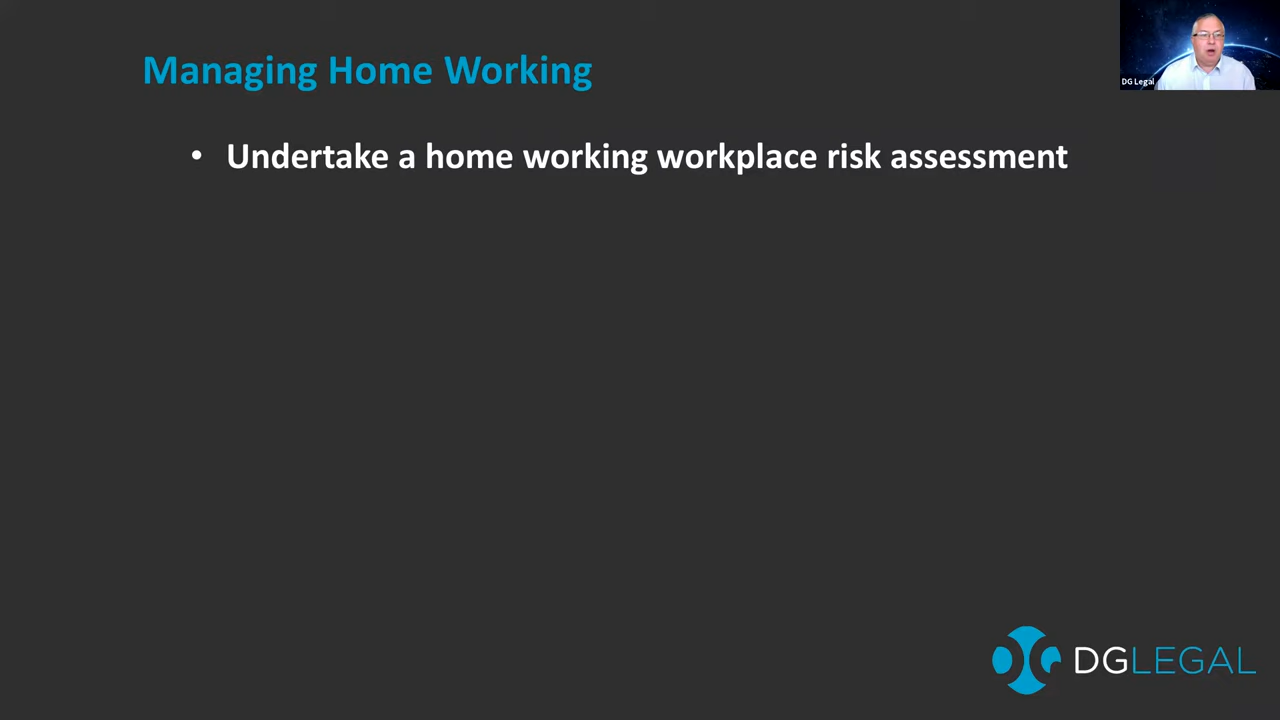 Managing Home Working
DG Legal
• Undertake a home working workplace risk assessment
DGLEGAL